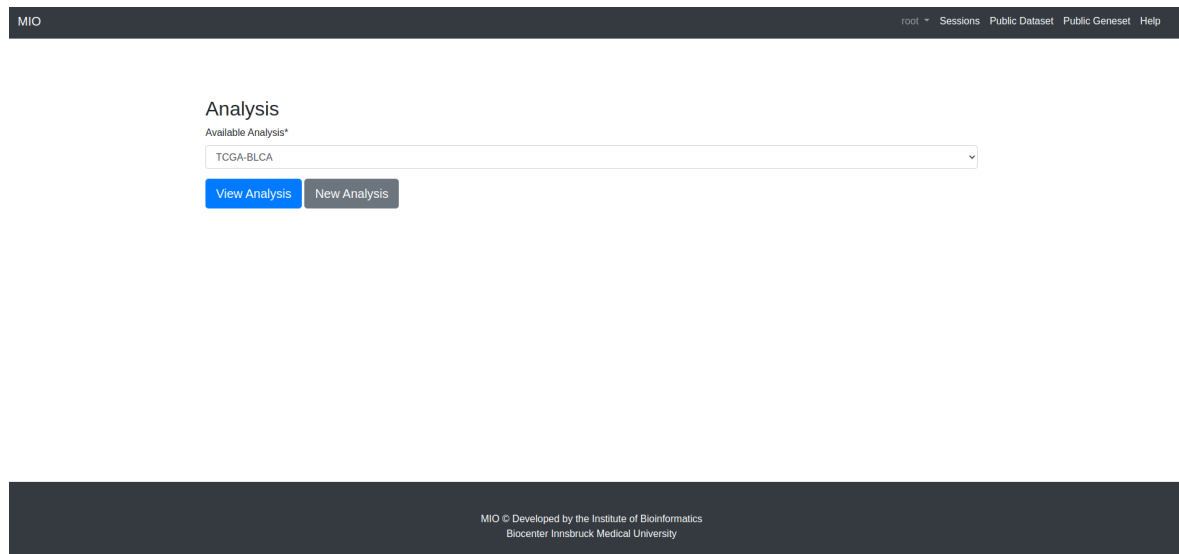 MIO
root Sessions Public Dataset Public Geneset Help
Analysis
Available Analysis*
TCGA-BLCA
View Analysis New Analysis
MIO © Developed by the Institute of Bioinformatics
Biocenter Innsbruck Medical University